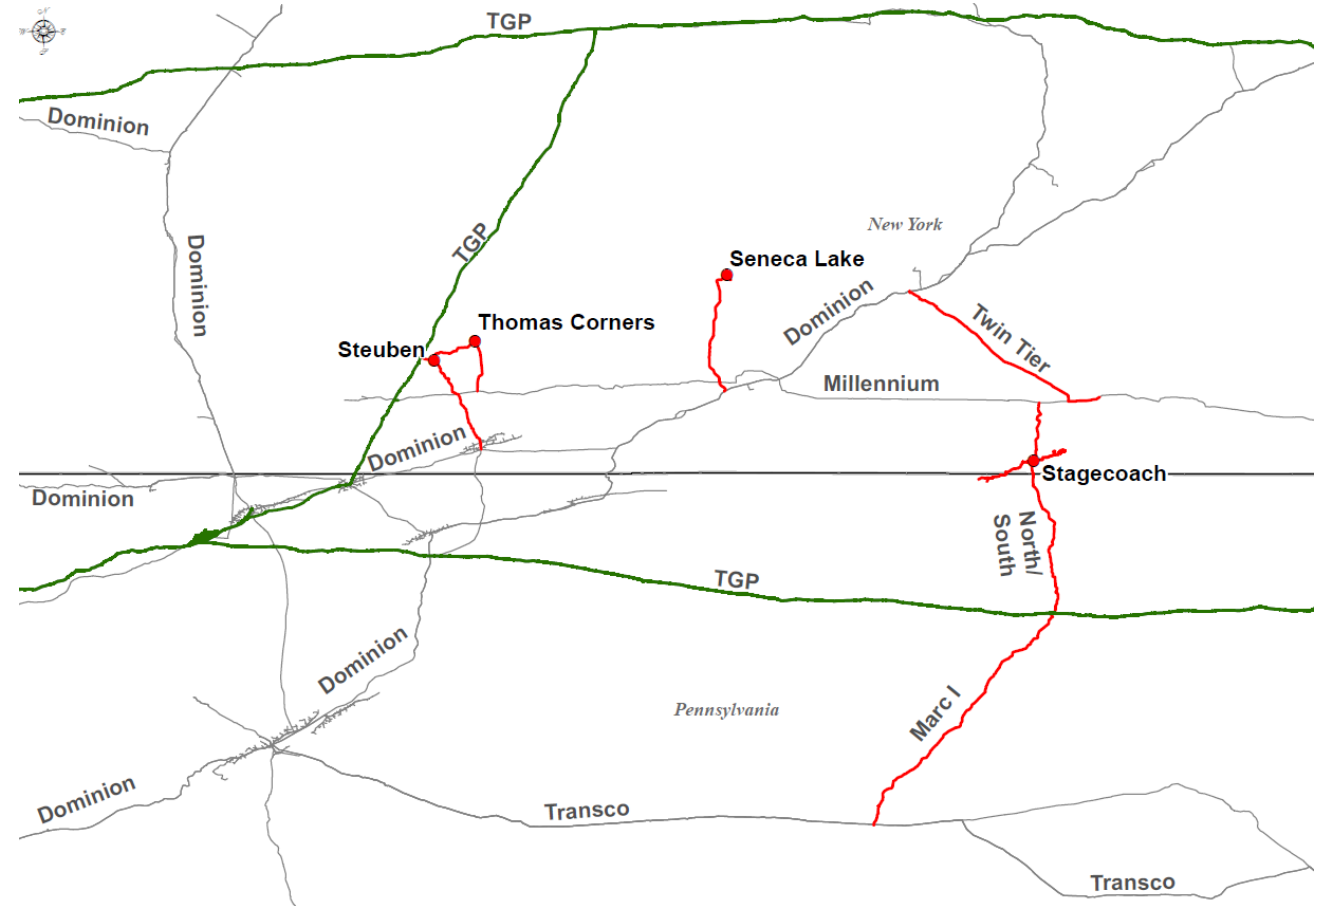 TGP
Dominion
New York
TGP
Dominion
Seneca Lake
Dominion
Thomas Corners
Twin Tier
Steuben
Millennium
Dominion
Stagecoach
Dominion
North/
South
TGP
Dominion
Pennsylvania
Marc I
Dominion
Transco
Transco